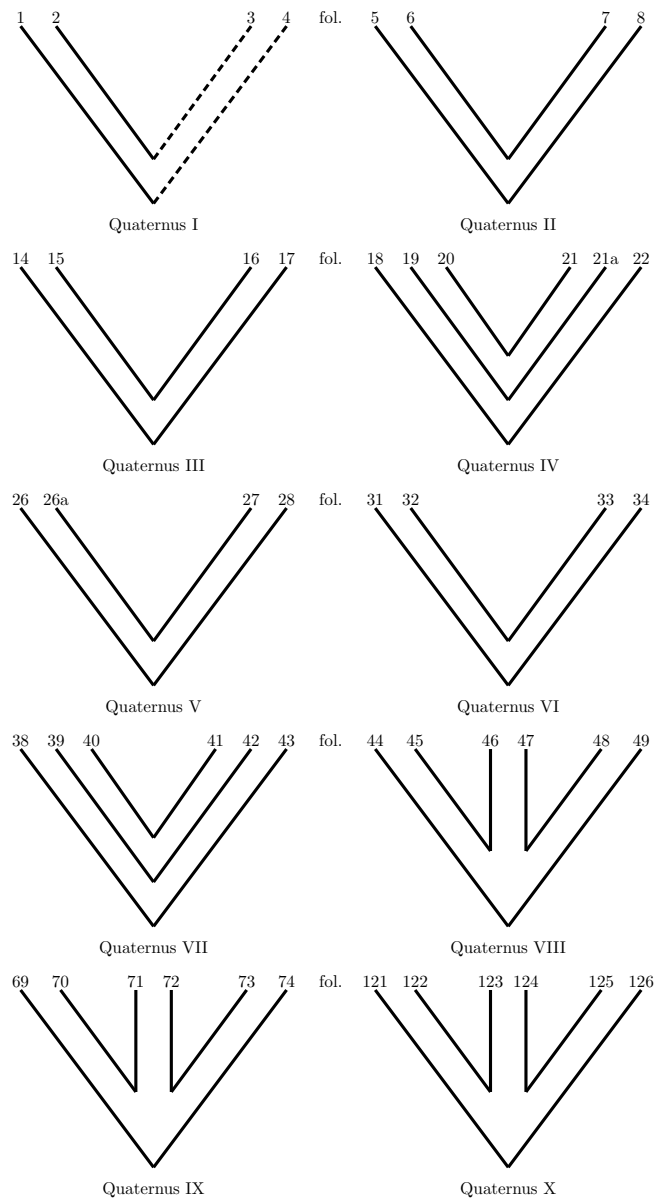 1 2 3 4 fol. 5 6 7 8
Quaternus I Quaternus II
14 15 16 17 fol. 18 19 20 21 21a 22
Quaternus III Quaternus IV
26 26a 27 28 fol. 31 32 33 34
Quaternus V Quaternus VI
38 39 40 41 42 43 fol. 44 45 46 47 48 49
Quaternus VII Quaternus VIII
69 70 71 72 73 74 fol. 121 122 123 124 125 126
Quaternus IX Quaternus X